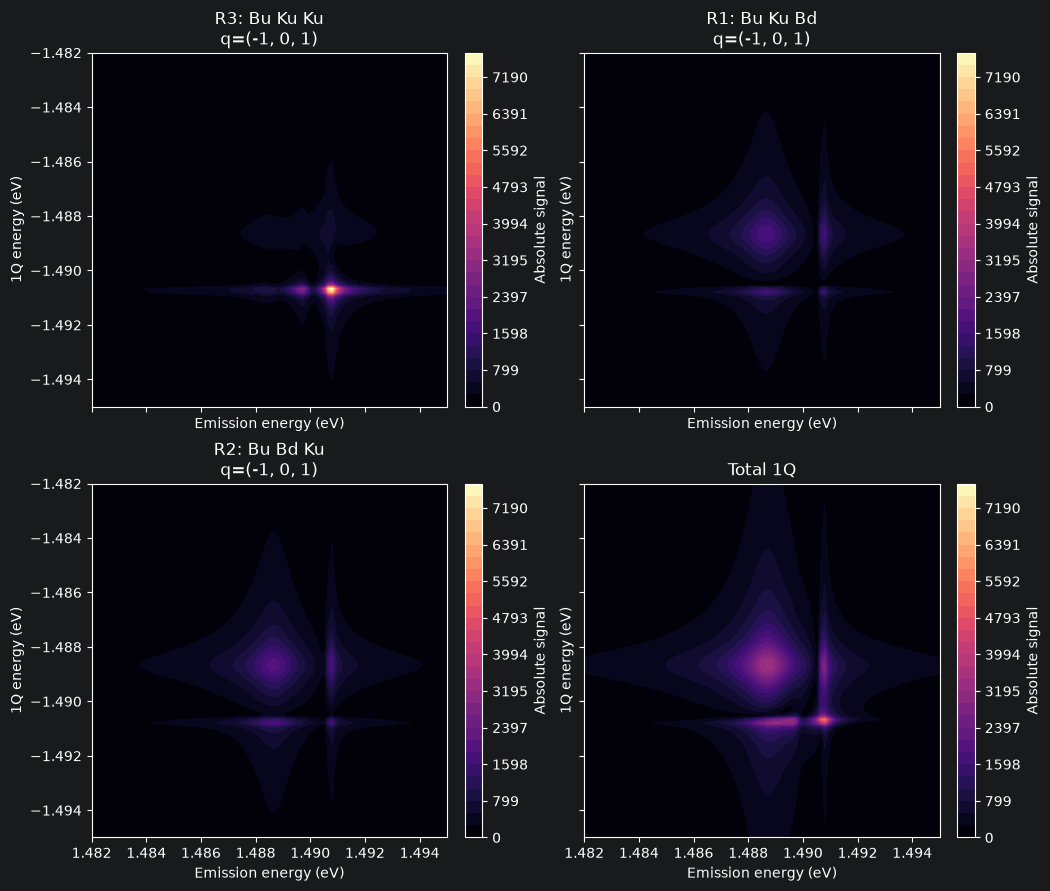 R3: Bu Ku Ku
q=(-1, 0, 1)
−1.482
−1.484
−1.486
−1.488
−1.490
−1.492
−1.494
1Q energy (eV)
Emission energy (eV)
7190
6391
5592
4793
3994
3195
2397
1598
799
0
Absolute signal
R1: Bu Ku Bd
q=(-1, 0, 1)
1Q energy (eV)
Emission energy (eV)
7190
6391
5592
4793
3994
3195
2397
1598
799
0
Absolute signal
R2: Bu Bd Ku
q=(-1, 0, 1)
−1.482
−1.484
−1.486
−1.488
−1.490
−1.492
−1.494
1Q energy (eV)
1.482 1.484 1.486 1.488 1.490 1.492 1.494
Emission energy (eV)
7190
6391
5592
4793
3994
3195
2397
1598
799
0
Absolute signal
Total 1Q
1Q energy (eV)
1.482 1.484 1.486 1.488 1.490 1.492 1.494
Emission energy (eV)
7190
6391
5592
4793
3994
3195
2397
1598
799
0
Absolute signal